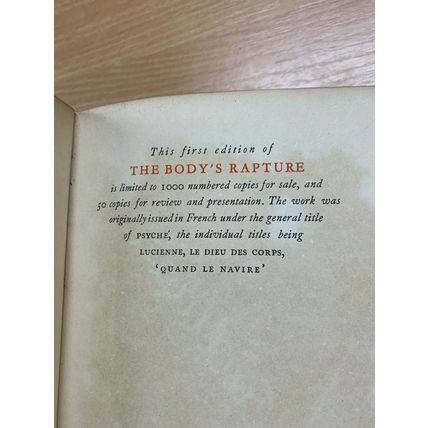 This first edition of
THE BODY'S RAPTURE
is limited to 1000 numbered copies for sale, and
50 copies for review and presentation. The work was
originally issued in French under the general title
of PSYCHÉ, the individual titles being
LUCIENNE, LE DIEU DES CORPS,
'QUAND LE NAVIRE'